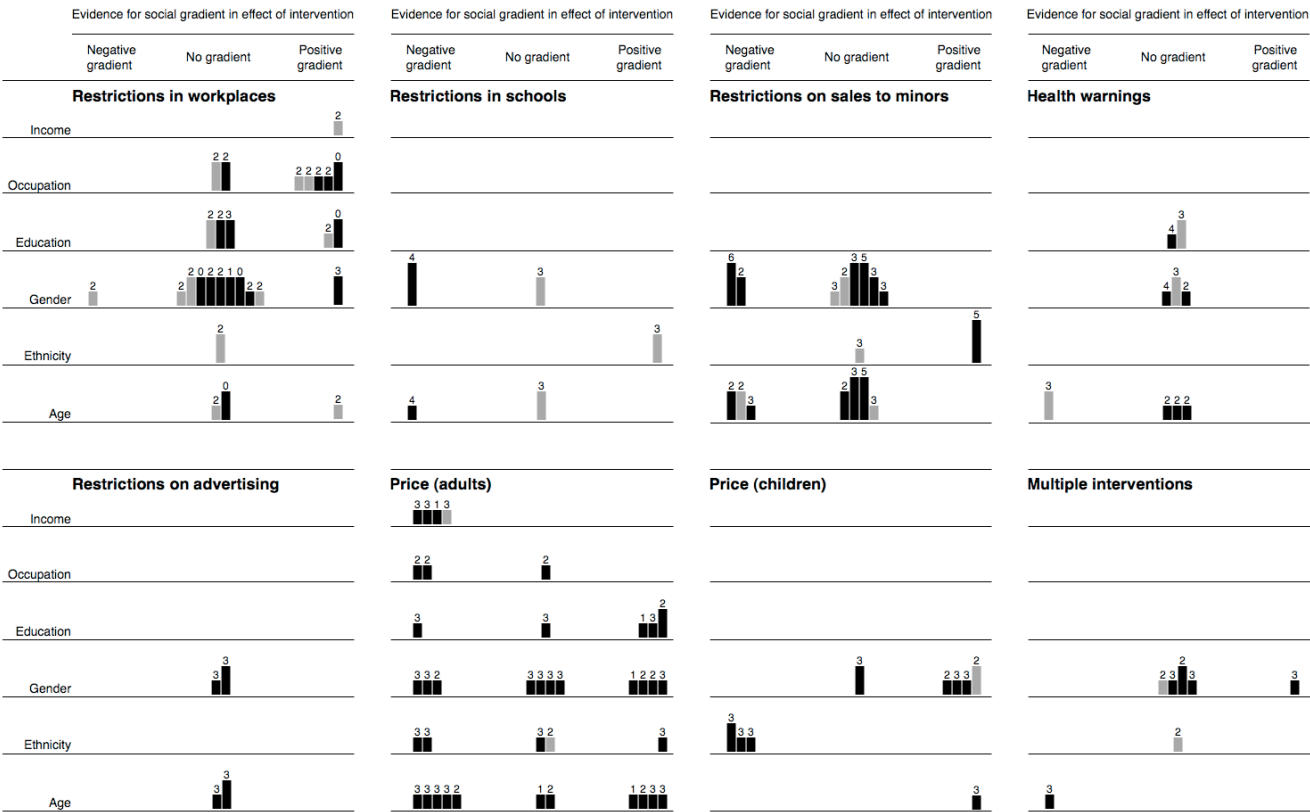 Evidence for social gradient in effect of intervention Evidence for social gradient in effect of intervention Evidence for social gradient in effect of intervention Evidence for social gradient in effect of intervention
Negative gradient No gradient Positive gradient Negative gradient No gradient Positive gradient Negative gradient No gradient Positive gradient Negative gradient No gradient Positive gradient
Restrictions in workplaces Restrictions in schools Restrictions on sales to minors Health warnings
2
Income
2 2 2 2 2 2 0
Occupation
2 2 3 2 0 4 3
Education
2 2 2 0 2 2 1 0 2 2 3 4 3 6 2 3 2 3 5 3 3 4 3 2
Gender
2 3 3 5
Ethnicity
2 0 2 4 3 2 2 3 2 3 5 3 3 2 2 2
Age
Restrictions on advertising Price (adults) Price (children) Multiple interventions
3 3 1 3
Income
2 2 2
Occupation
3 3 1 3 2
Education
3 3 3 3 2 3 3 3 3 1 2 2 3 3 2 3 3 2 2 3 2 3 3
Gender
3 3 3 2 3 3 3 3 2
Ethnicity
3 3 3 3 3 3 2 1 2 1 2 3 3 3 3
Age